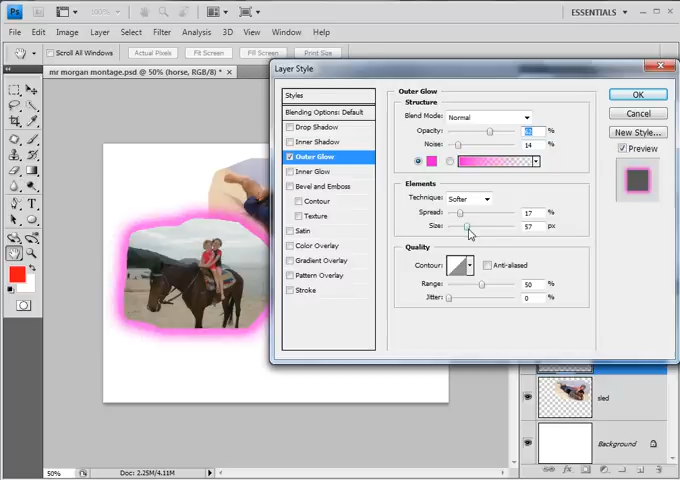 Ps 100% ESSENTIALS
File Edit Image Layer Select Filter Analysis 3D View Window Help
Scroll All Windows Actual Pixels Fit Screen Fill Screen Print Size
mr morgan montage.psd @ 50% (horse, RGB/8) *
Layer Style
Styles
Blending Options: Default
Drop Shadow
Inner Shadow
Outer Glow
Inner Glow
Bevel and Emboss
Contour
Texture
Satin
Color Overlay
Gradient Overlay
Pattern Overlay
Stroke
Outer Glow
Structure
Blend Mode: Normal
Opacity: %
Noise: 14 %
Elements
Technique: Softer
Spread: 17 %
Size: 57 px
Quality
Contour: Anti-aliased
Range: 50 %
Jitter: 0 %
OK
Cancel
New Style...
Preview
sled
Background
50% Doc: 2.25M/4.11M